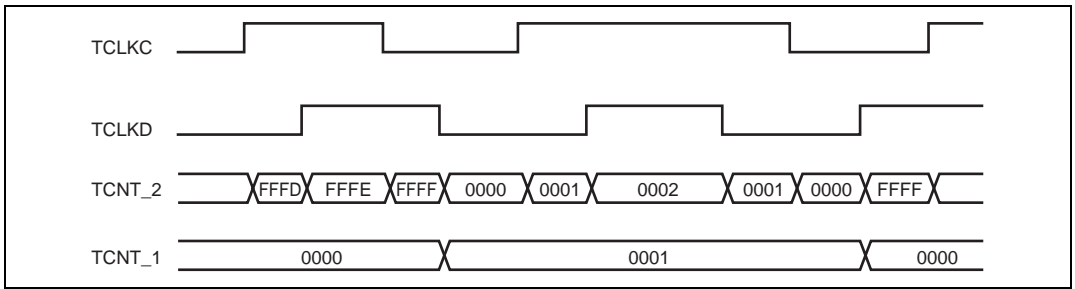 TCLKC
TCLKD
TCNT_2 FFFD FFFE FFFF 0000 0001 0002 0001 0000 FFFF
TCNT_1 0000 0001 0000